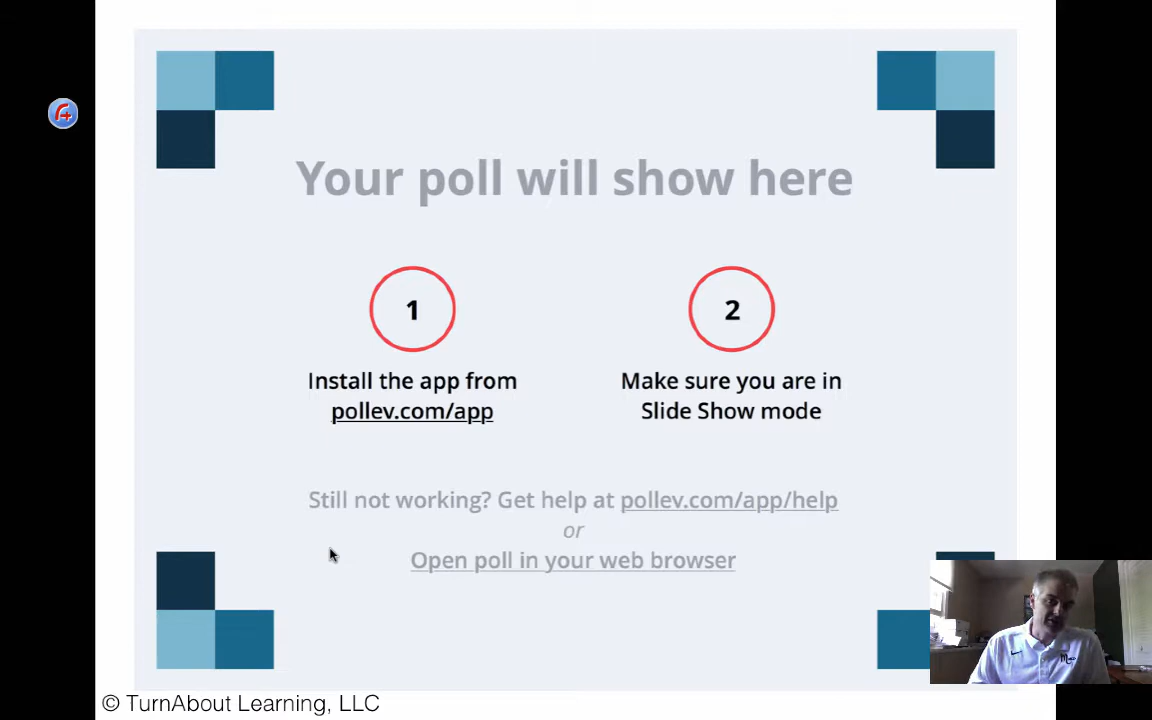 Your poll will show here
1
2
Install the app from
pollev.com/app
Make sure you are in
Slide Show mode
Still not working? Get help at pollev.com/app/help
or
Open poll in your web browser
© TurnAbout Learning, LLC